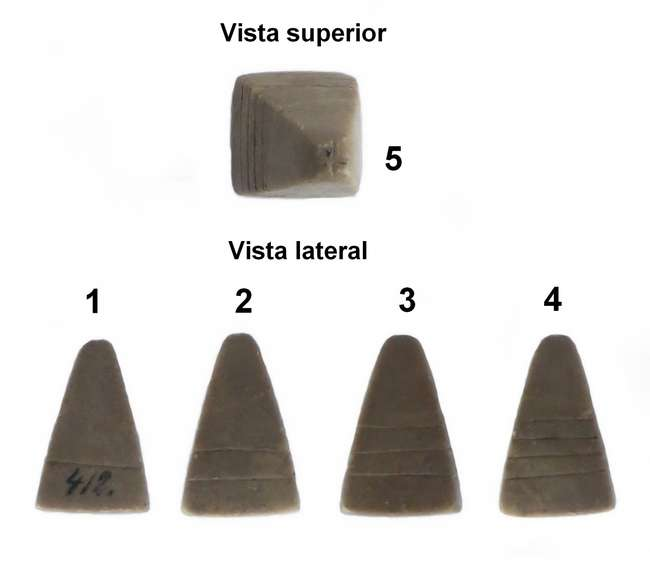 Vista superior
5
Vista lateral
1 2 3 4
412.